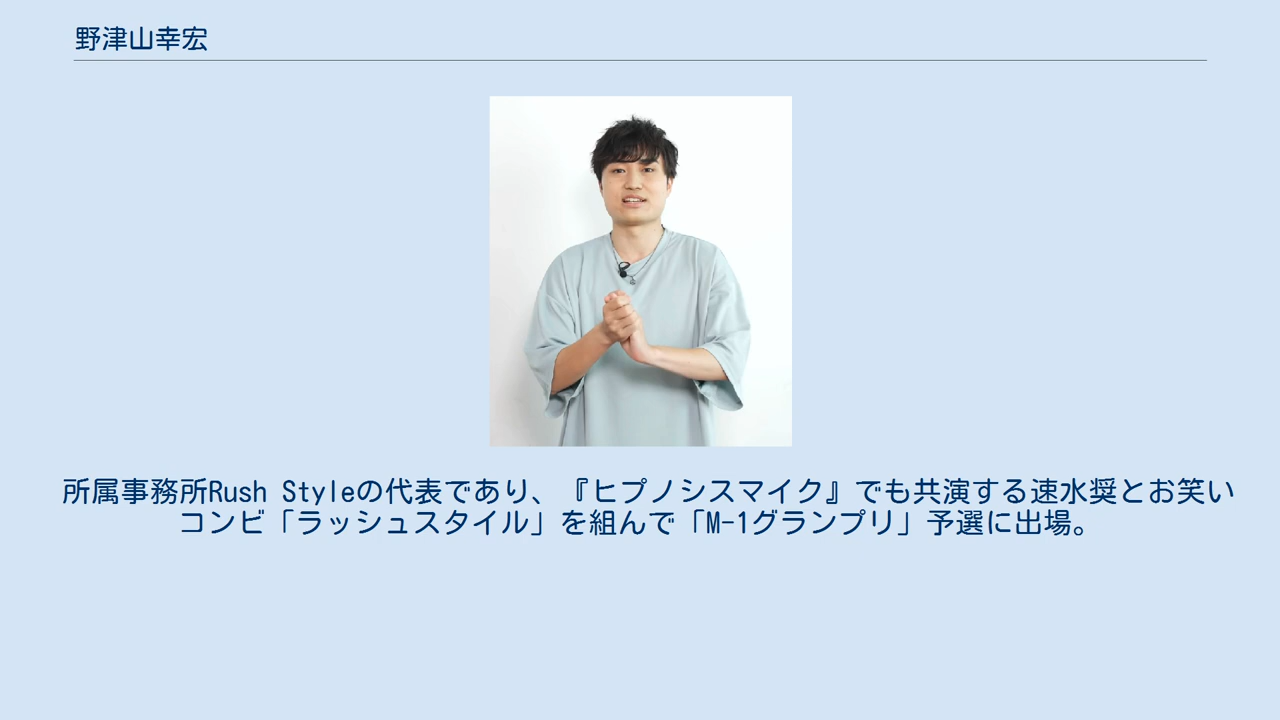 野津山幸宏
所属事務所Rush Styleの代表であり、『ヒプノシスマイク』でも共演する速水奨とお笑い
コンビ「ラッシュスタイル」を組んで「M-1グランプリ」予選に出場。